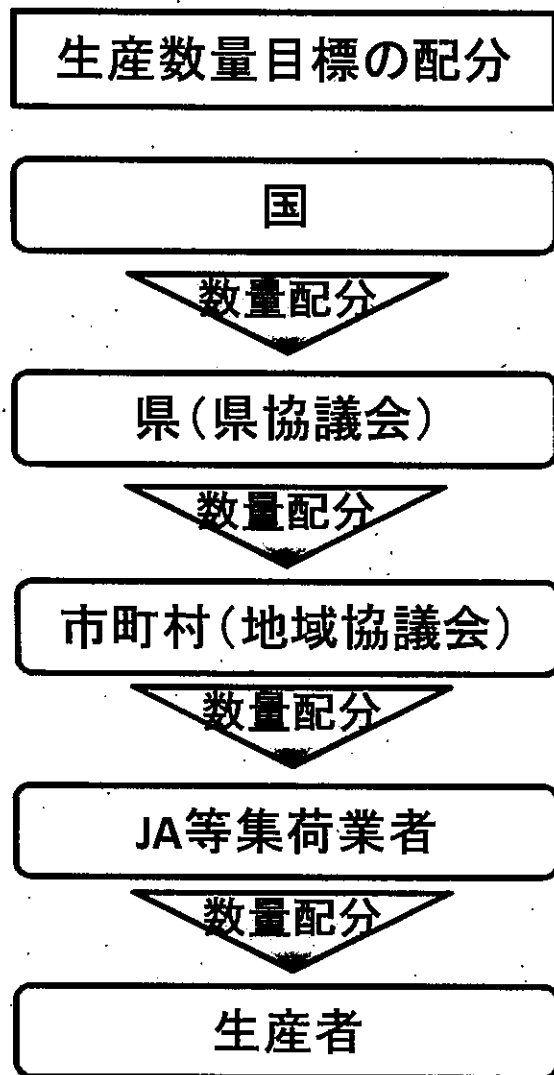 生産数量目標の配分
国
数量配分
県(県協議会)
数量配分
市町村(地域協議会)
数量配分
JA等集荷業者
数量配分
生産者